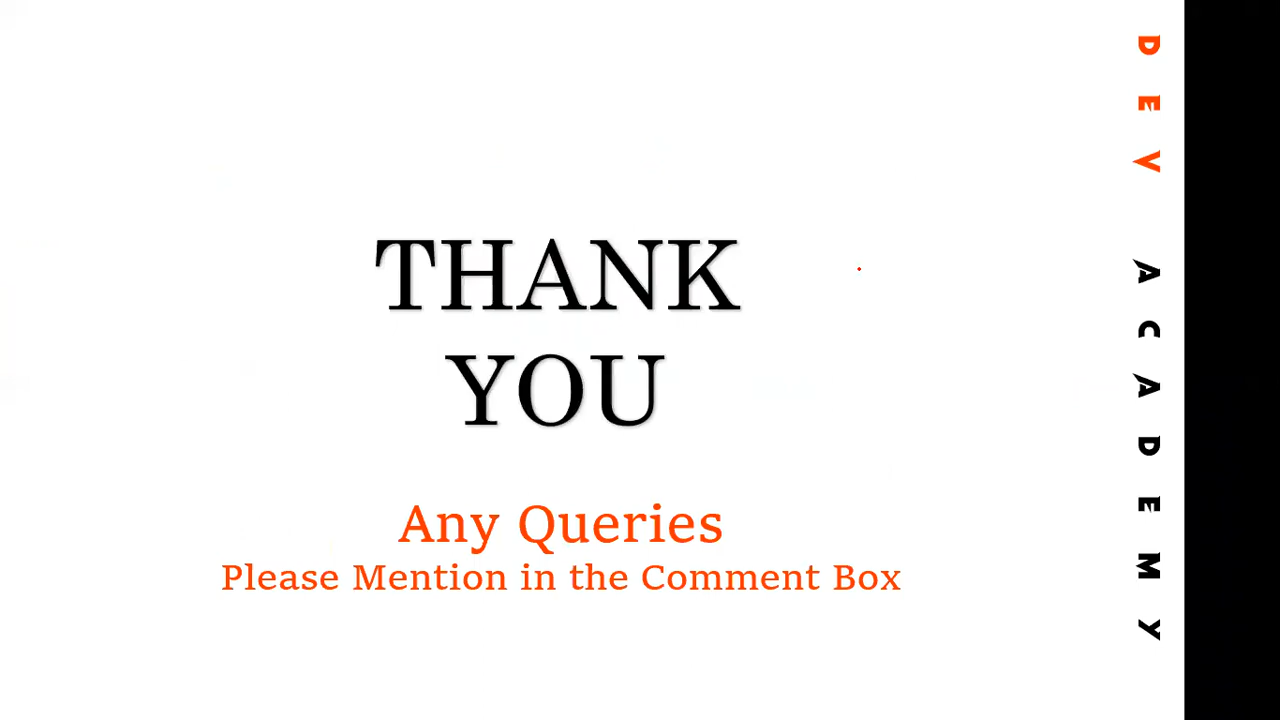 THANK
YOU
Any Queries
Please Mention in the Comment Box
DEV ACADEMY